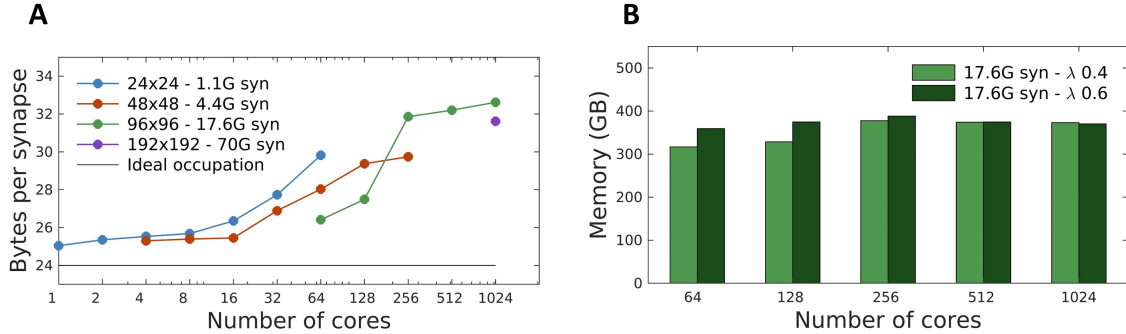 A
Bytes per synapse
34
32
30
28
26
24
24x24 - 1.1G syn
48x48 - 4.4G syn
96x96 - 17.6G syn
192x192 - 70G syn
Ideal occupation
1 2 4 8 16 32 64 128 256 512 1024
Number of cores
B
Memory (GB)
500
400
300
200
100
0
17.6G syn - λ 0.4
17.6G syn - λ 0.6
64 128 256 512 1024
Number of cores